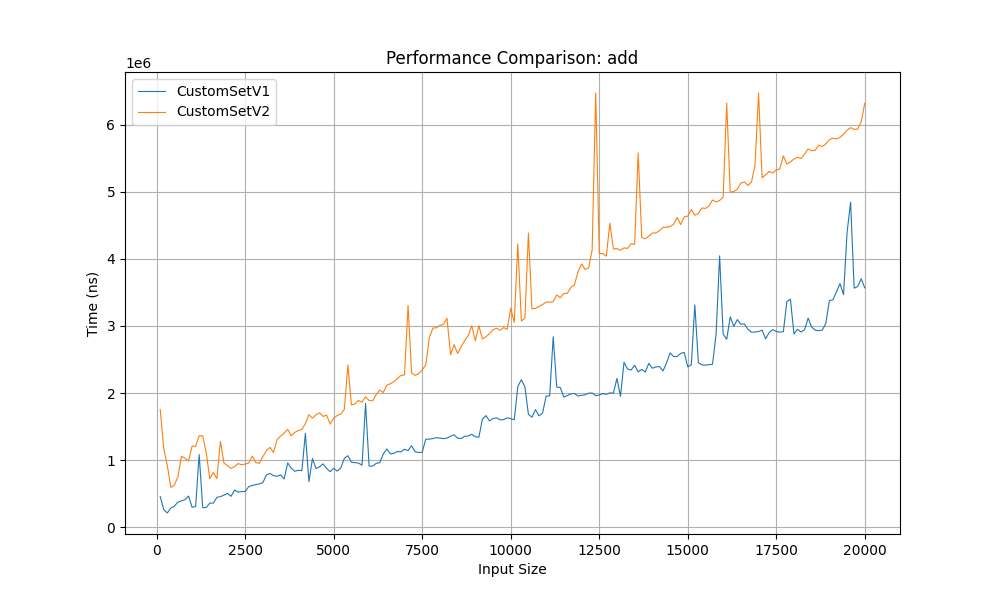 Performance Comparison: add
1e6
CustomSetV1
CustomSetV2
6
5
4
3
2
1
0
Time (ns)
0 2500 5000 7500 10000 12500 15000 17500 20000
Input Size